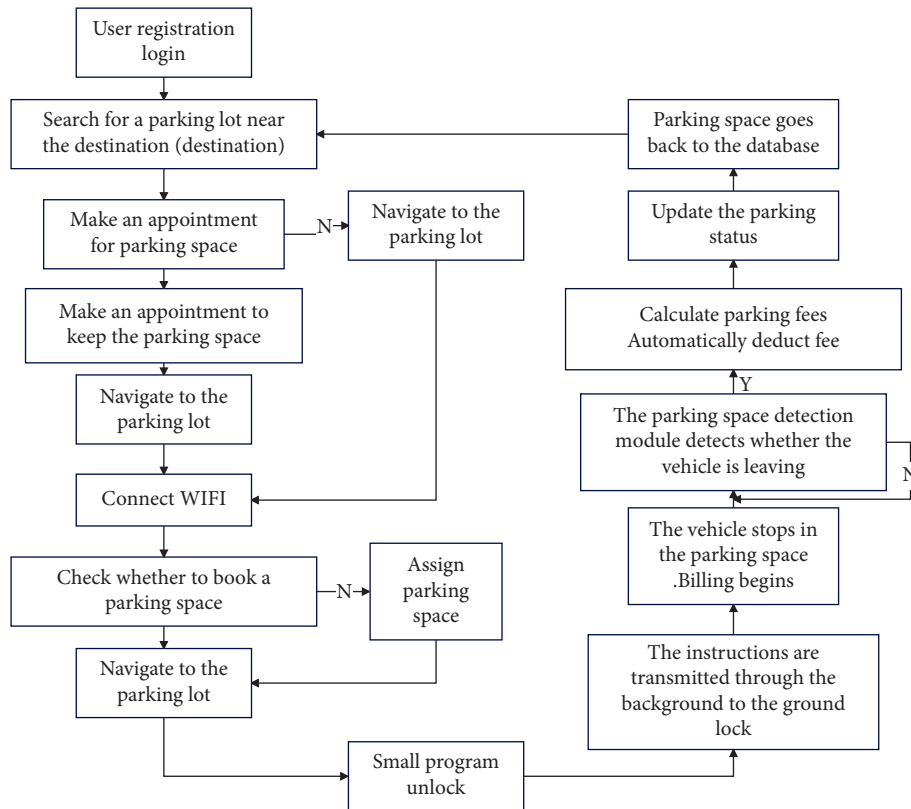 User registration
login
Search for a parking lot near
the destination (destination)
Make an appointment
for parking space
N
Navigate to the
parking lot
Make an appointment to
keep the parking space
Navigate to the
parking lot
Connect WIFI
Check whether to book a
parking space
N
Assign
parking
space
Navigate to the
parking lot
Small program
unlock
The instructions are
transmitted through the
background to the ground
lock
The vehicle stops in
the parking space
.Billing begins
The parking space detection
module detects whether the
vehicle is leaving
N
Y
Calculate parking fees
Automatically deduct fee
Update the parking
status
Parking space goes
back to the database